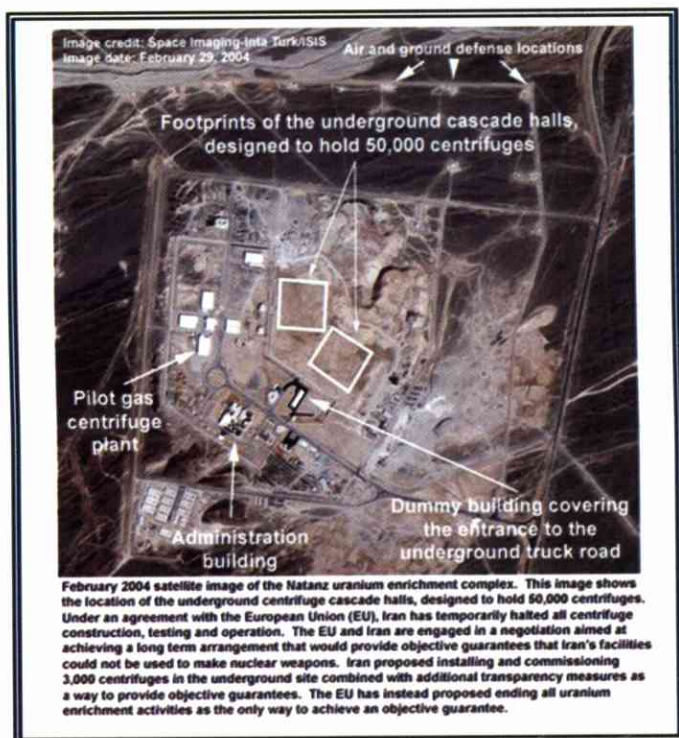 Image credit: Space Imaging-Inta Turk/ISIS
Image date: February 29, 2004
Air and ground defense locations
Footprints of the underground cascade halls,
designed to hold 50,000 centrifuges
Pilot gas
centrifuge
plant
Administration
building
Dummy building covering
the entrance to the
underground truck road
February 2004 satellite image of the Natanz uranium enrichment complex. This image shows
the location of the underground centrifuge cascade halls, designed to hold 50,000 centrifuges.
Under an agreement with the European Union (EU), Iran has temporarily halted all centrifuge
construction, testing and operation. The EU and Iran are engaged in a negotiation aimed at
achieving a long term arrangement that would provide objective guarantees that Iran's facilities
could not be used to make nuclear weapons. Iran proposed installing and commissioning
3,000 centrifuges in the underground site combined with additional transparency measures as
a way to provide objective guarantees. The EU has instead proposed ending all uranium
enrichment activities as the only way to achieve an objective guarantee.